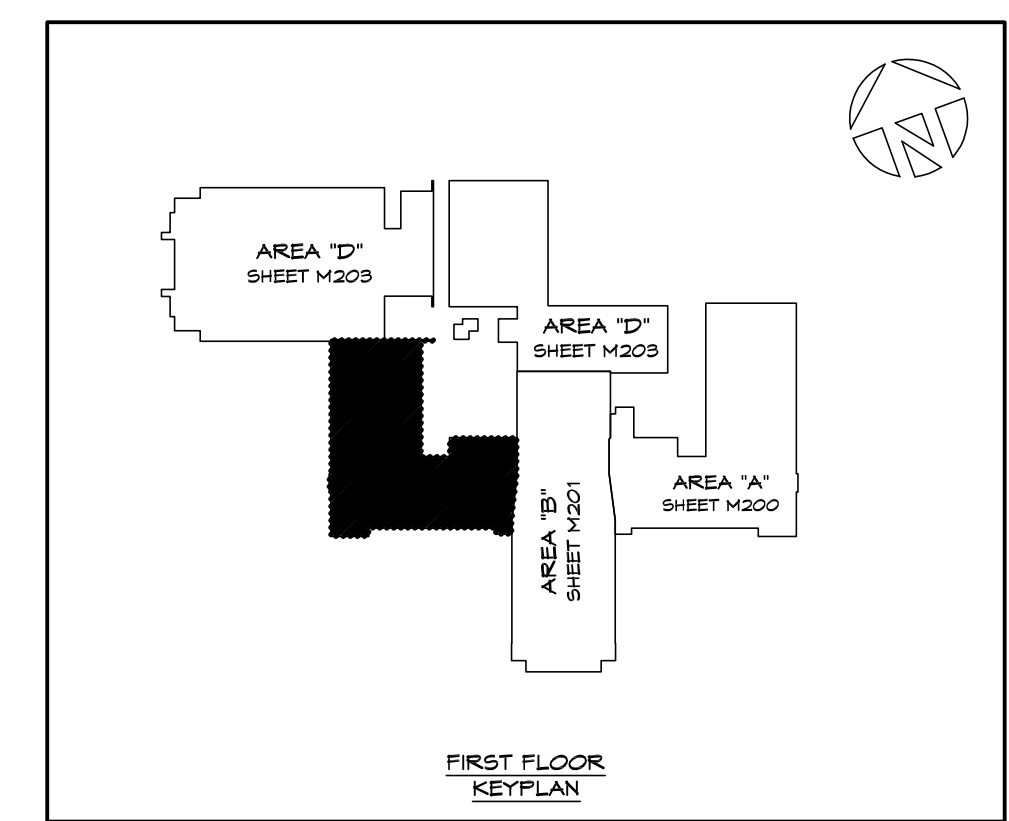 N
AREA "D"
SHEET M203
AREA "D"
SHEET M203
AREA "B"
SHEET M201
AREA "A"
SHEET M200
FIRST FLOOR
KEYPLAN